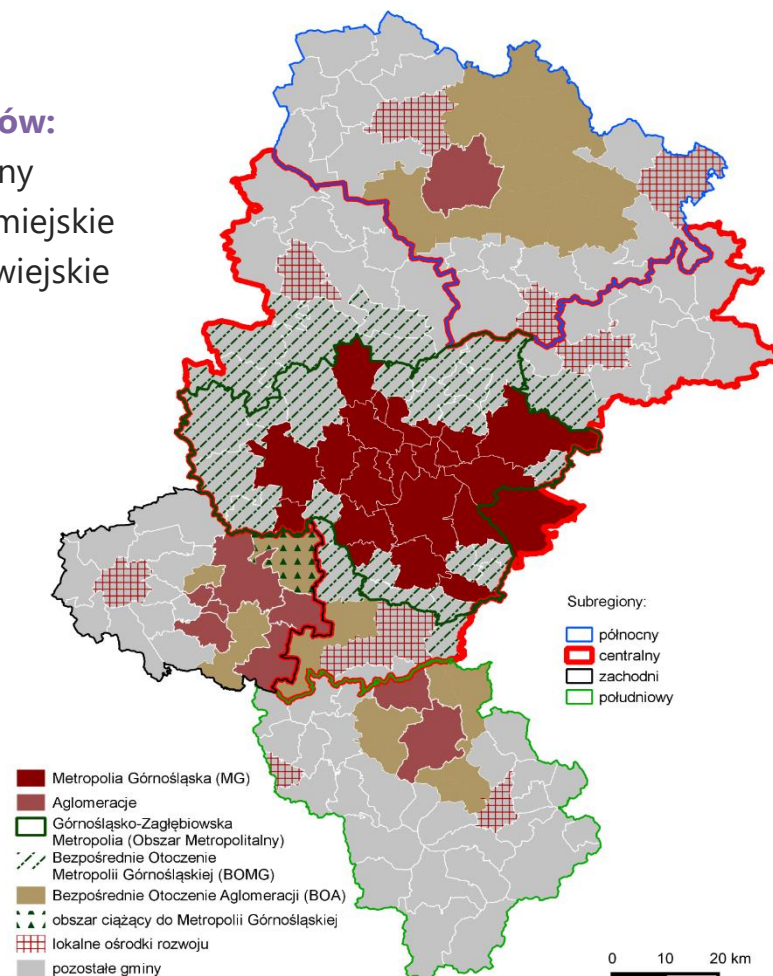 ów:
ny
miejskie
wiejskie
Subregiony:
północny
centralny
zachodni
południowy
Metropolia Górnośląska (MG)
Aglomeracje
Górnośląsko-Zagłębiowska
Metropolia (Obszar Metropolitalny)
Bezpośrednie Otoczenie
Metropolii Górnośląskiej (BOMG)
Bezpośrednie Otoczenie Aglomeracji (BOA)
obszar ciążący do Metropolii Górnośląskiej
lokalne ośrodki rozwoju
pozostałe gminy
0 10 20 km